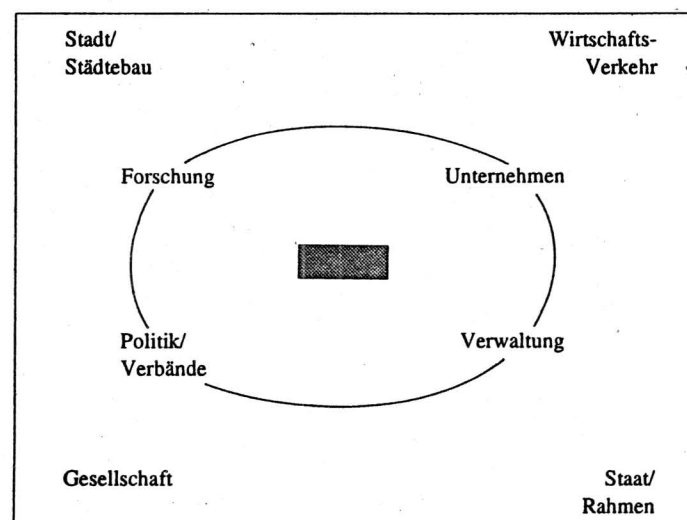 Stadt/
Städtebau
Wirtschafts-
Verkehr
Forschung
Unternehmen
Politik/
Verbände
Verwaltung
Gesellschaft
Staat/
Rahmen